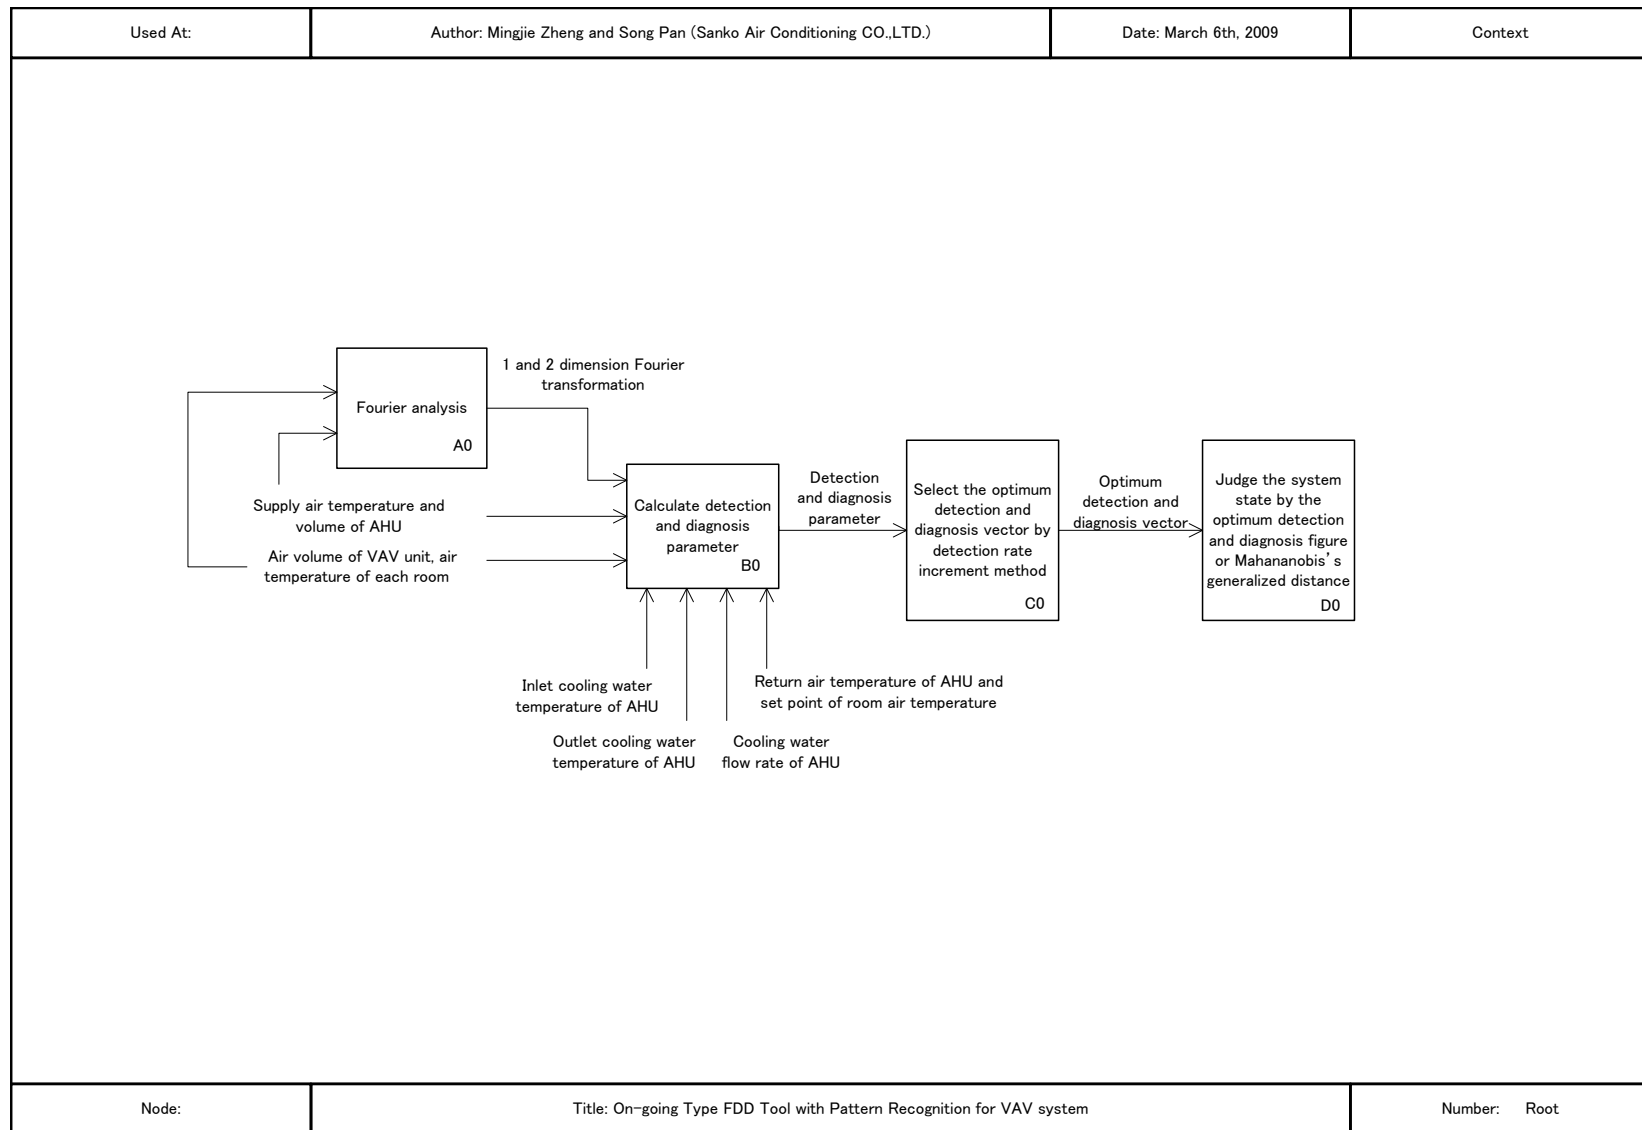 Used At:
Author: Mingjie Zheng and Song Pan (Sanko Air Conditioning CO.,LTD.)
Date: March 6th, 2009
Context
1 and 2 dimension Fourier
transformation
Fourier analysis
A0
Supply air temperature and
volume of AHU
Air volume of VAV unit, air
temperature of each room
Calculate detection
and diagnosis
parameter
B0
Detection
and diagnosis
parameter
Select the optimum
detection and
diagnosis vector by
detection rate
increment method
C0
Optimum
detection and
diagnosis vector
Judge the system
state by the
optimum detection
and diagnosis figure
or Mahananobis's
generalized distance
D0
Inlet cooling water
temperature of AHU
Return air temperature of AHU and
set point of room air temperature
Outlet cooling water
temperature of AHU
Cooling water
flow rate of AHU
Node:
Title: On-going Type FDD Tool with Pattern Recognition for VAV system
Number: Root